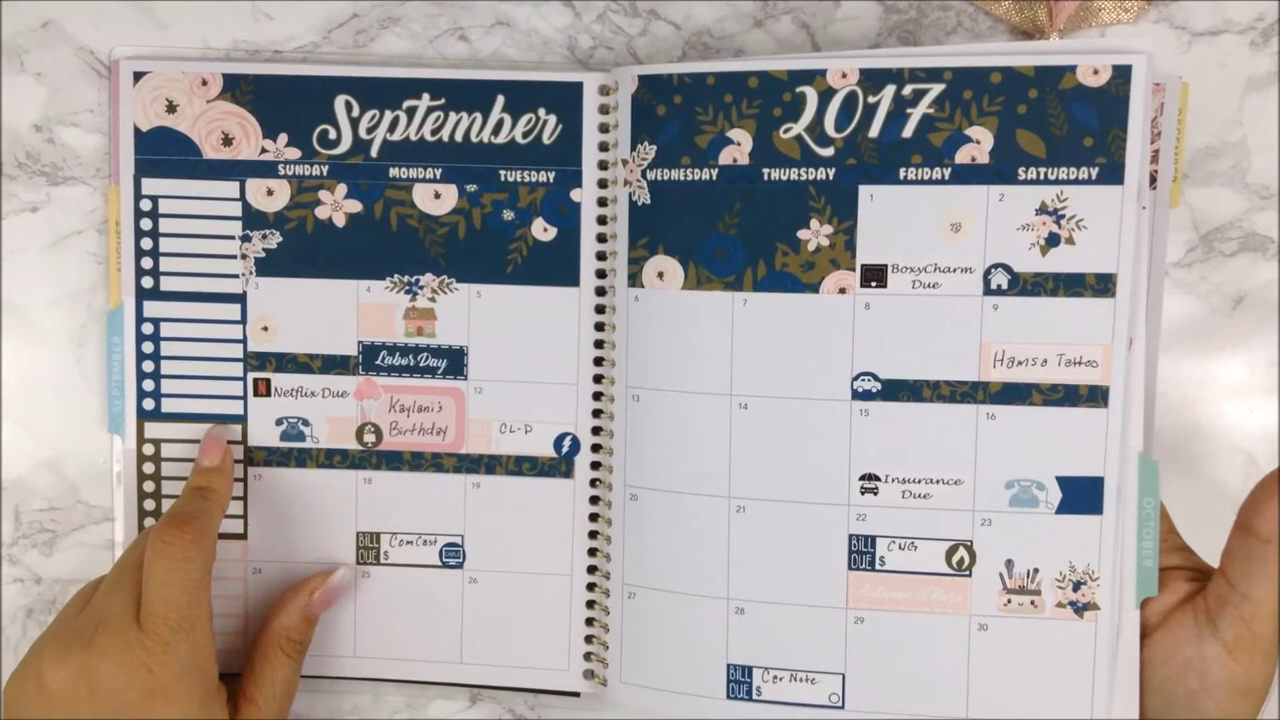 September
2017
SUNDAY MONDAY TUESDAY
WEDNESDAY THURSDAY FRIDAY SATURDAY
1
2
BoxyCharm
Due
3
4
5
Labor Day
6
7
8
9
Hamsa Tattoo
N
Netflix Due
Kaylani's
Birthday
12
CL-D
13
14
15
Insurance
Due
16
17
18
BILL
DUE
ComCast
$
CABLE
19
20
21
22
BILL
DUE
CNG
$
23
24
25
26
27
28
BILL
DUE
Car Note
$
29
30
AUGUST
SEPTEMBER
OCTOBER
DECEMBER